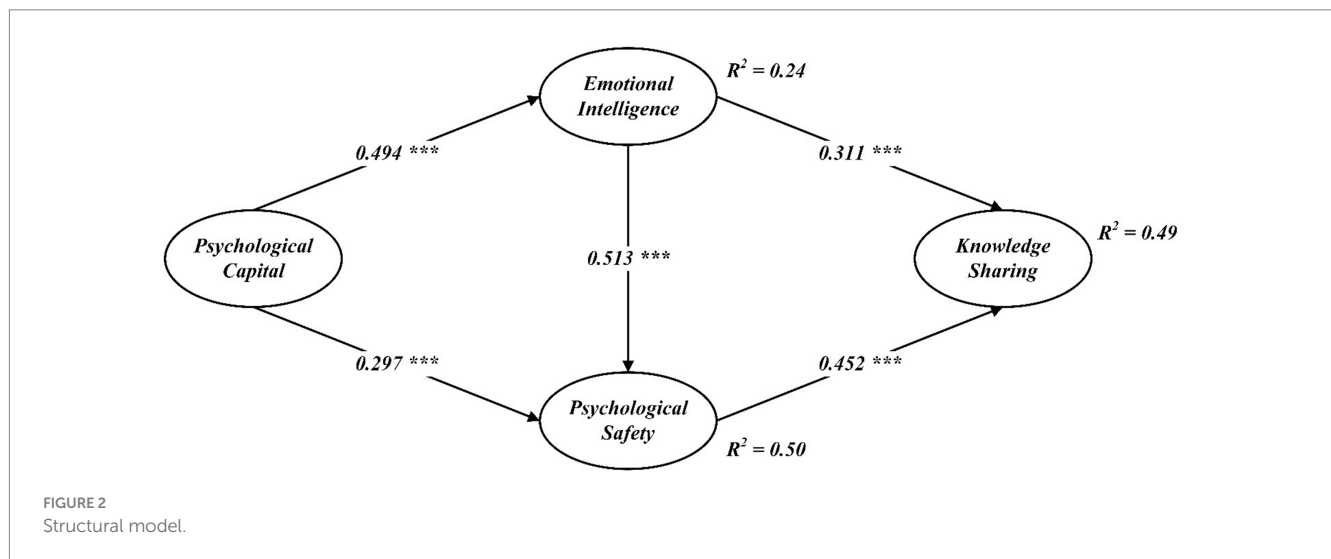 Emotional
Intelligence
R² = 0.24
0.494 ***
0.311 ***
Psychological
Capital
0.513 ***
Knowledge
Sharing
R² = 0.49
0.297 ***
0.452 ***
Psychological
Safety
R² = 0.50
FIGURE 2
Structural model.